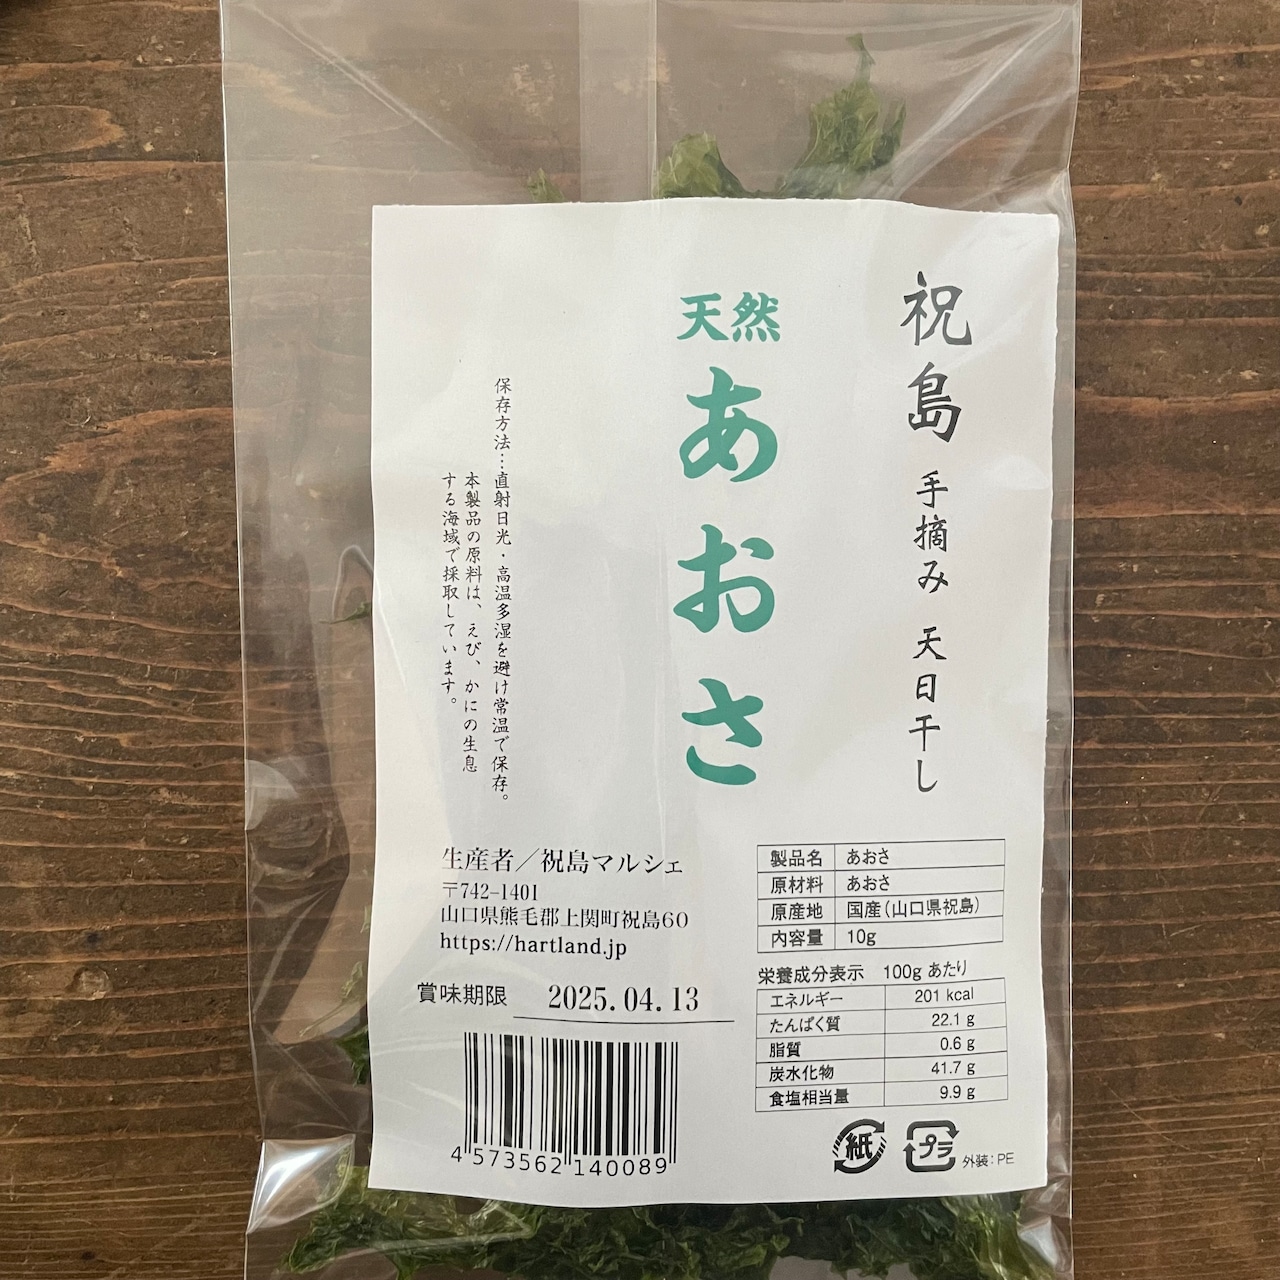 祝島 手摘み 天日干し
天然
あおさ
保存方法…直射日光・高温多湿を避け常温で保存。
本製品の原料は、えび、かにの生息
する海域で採取しています。
生産者／祝島マルシェ
〒742-1401
山口県熊毛郡上関町祝島60
https://hartland.jp
賞味期限 2025.04.13
4 573562 140089
製品名 あおさ
原材料 あおさ
原産地 国産(山口県祝島)
内容量 10g
栄養成分表示 100gあたり
エネルギー 201 kcal
たんぱく質 22.1 g
脂質 0.6 g
炭水化物 41.7 g
食塩相当量 9.9 g
紙
プラ
外装:PE